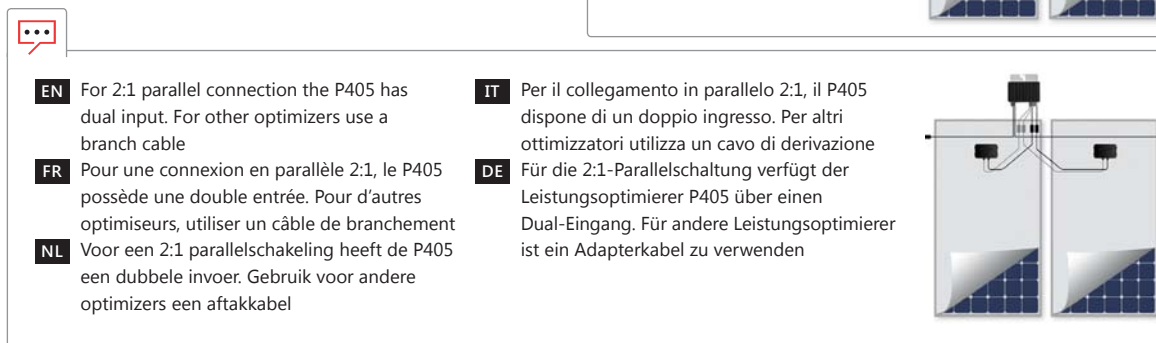 EN For 2:1 parallel connection the P405 has
dual input. For other optimizers use a
branch cable
FR Pour une connexion en parallèle 2:1, le P405
possède une double entrée. Pour d'autres
optimiseurs, utiliser un câble de branchement
NL Voor een 2:1 parallelschakeling heeft de P405
een dubbele invoer. Gebruik voor andere
optimizers een aftakkabel
IT Per il collegamento in parallelo 2:1, il P405
dispone di un doppio ingresso. Per altri
ottimizzatori utilizza un cavo di derivazione
DE Für die 2:1-Parallelschaltung verfügt der
Leistungsoptimierer P405 über einen
Dual-Eingang. Für andere Leistungsoptimierer
ist ein Adapterkabel zu verwenden